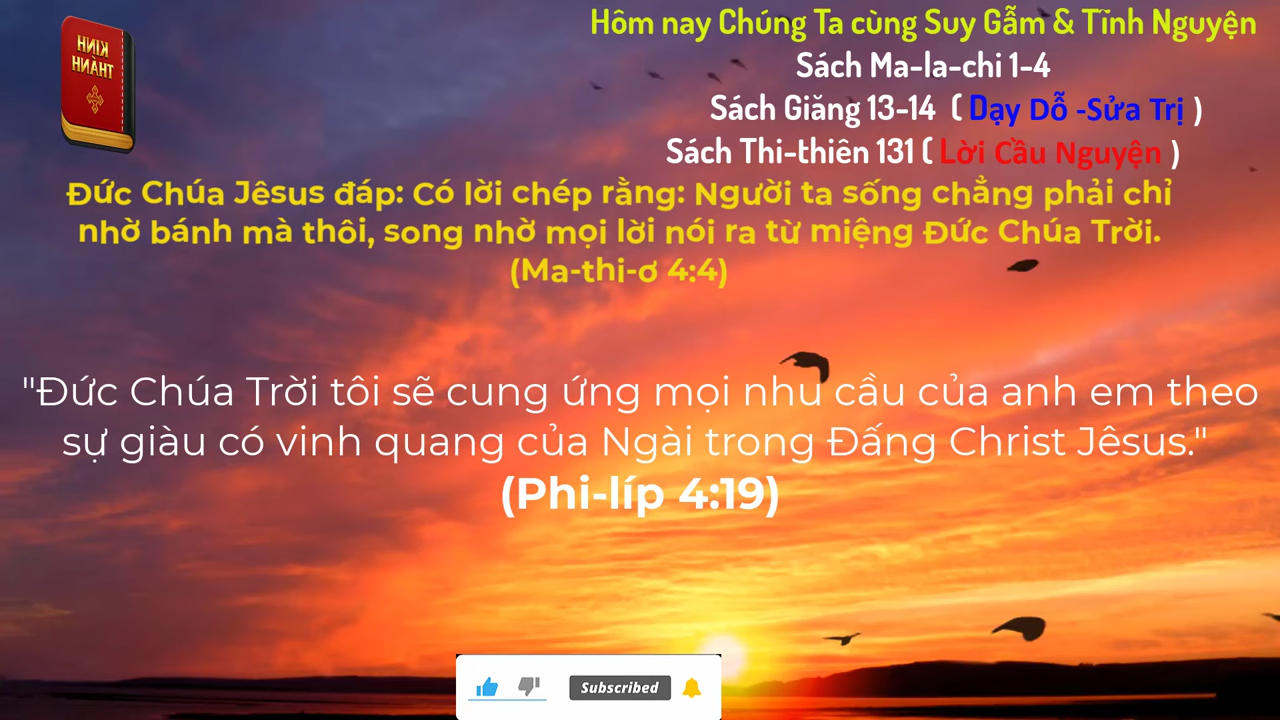 KINH
THÁNH
Hôm nay Chúng Ta cùng Suy Gẫm & Tĩnh Nguyện
Sách Ma-la-chi 1-4
Sách Giăng 13-14 ( Dạy Dỗ -Sửa Trị )
Sách Thi-thiên 131 ( Lời Cầu Nguyện )
Đức Chúa Jêsus đáp: Có lời chép rằng: Người ta sống chẳng phải chỉ
nhờ bánh mà thôi, song nhờ mọi lời nói ra từ miệng Đức Chúa Trời.
(Ma-thi-ơ 4:4)
"Đức Chúa Trời tôi sẽ cung ứng mọi nhu cầu của anh em theo
sự giàu có vinh quang của Ngài trong Đấng Christ Jêsus."
(Phi-líp 4:19)
Subscribed